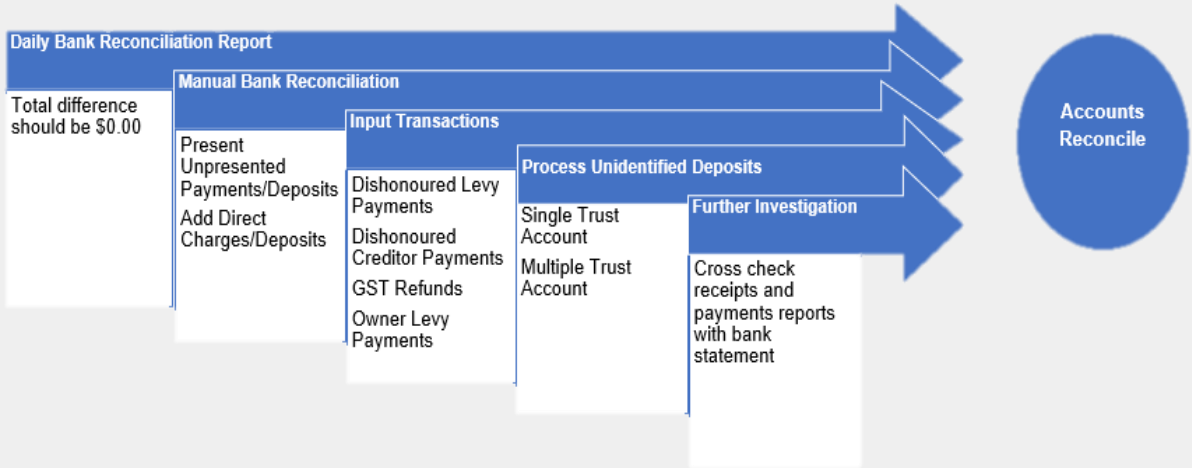 Daily Bank Reconciliation Report
Total difference
should be $0.00
Manual Bank Reconciliation
Present
Unpresented
Payments/Deposits
Add Direct
Charges/Deposits
Input Transactions
Dishonoured Levy
Payments
Dishonoured
Creditor Payments
GST Refunds
Owner Levy
Payments
Process Unidentified Deposits
Single Trust
Account
Multiple Trust
Account
Further Investigation
Cross check
receipts and
payments reports
with bank
statement
Accounts
Reconcile